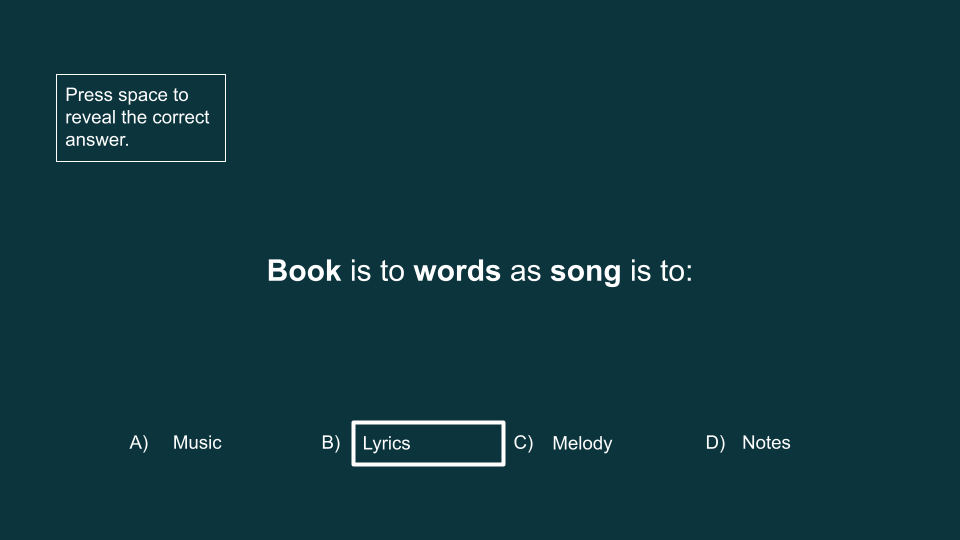 Press space to
reveal the correct
answer.
Book is to words as song is to:
A) Music B) Lyrics C) Melody D) Notes